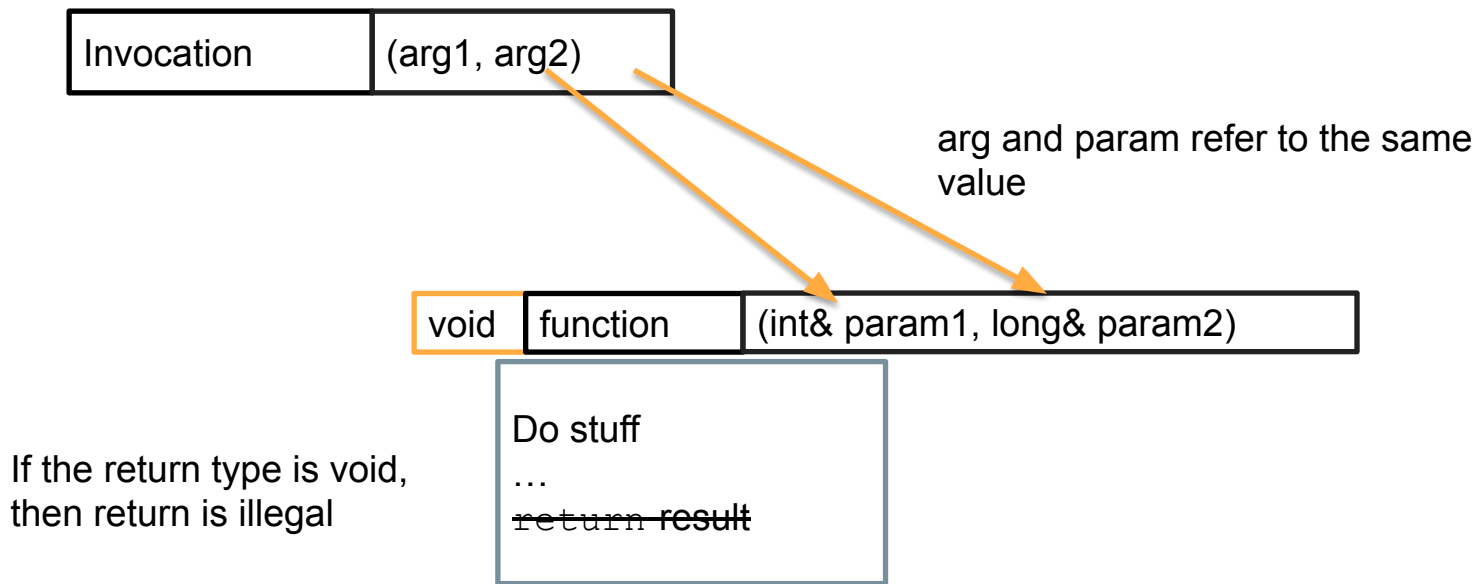 Invocation (arg1, arg2)
arg and param refer to the same
value
void function (int& param1, long& param2)
Do stuff
…
return result
If the return type is void,
then return is illegal